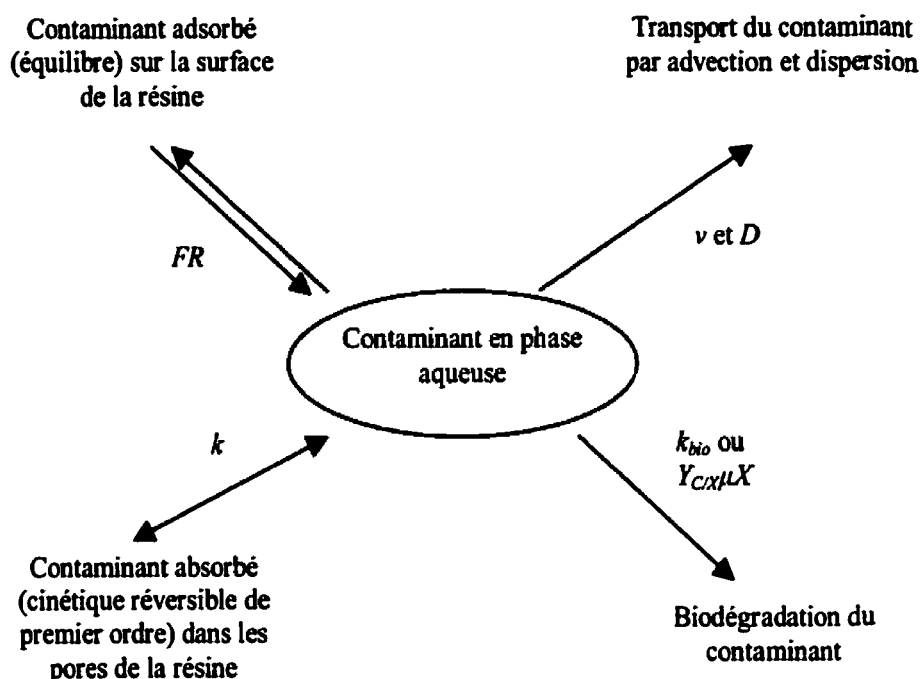 Contaminant adsorbé
(équilibre) sur la surface
de la résine
Transport du contaminant
par advection et dispersion
FR
v et D
Contaminant en phase
aqueuse
k
k_bio ou
Y_C/XμX
Contaminant absorbé
(cinétique réversible de
premier ordre) dans les
pores de la résine
Biodégradation du
contaminant